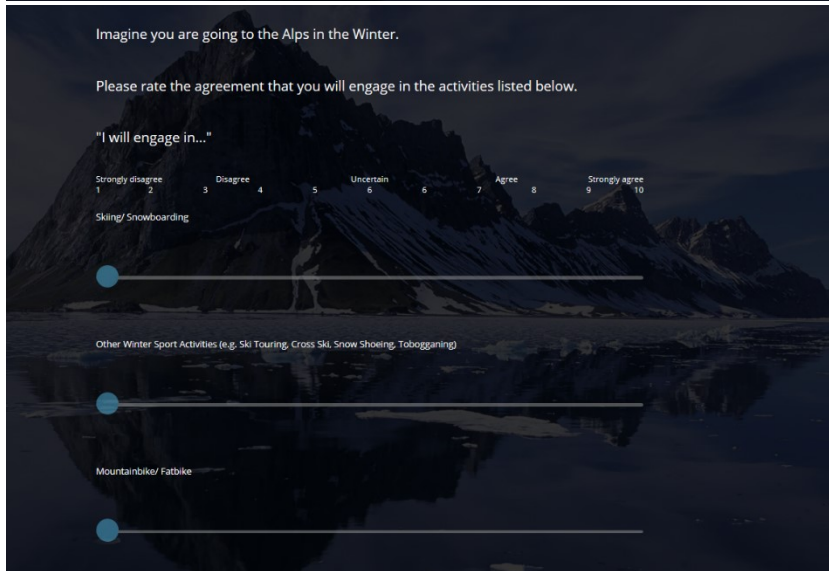 Imagine you are going to the Alps in the Winter.
Please rate the agreement that you will engage in the activities listed below.
"I will engage in..."
Strongly disagree Disagree Uncertain Agree Strongly agree
1 2 3 4 5 6 6 7 8 9 10
Skiing/ Snowboarding
Other Winter Sport Activities (e.g. Ski Touring, Cross Ski, Snow Shoeing, Tobogganing)
Mountainbike/ Fatbike